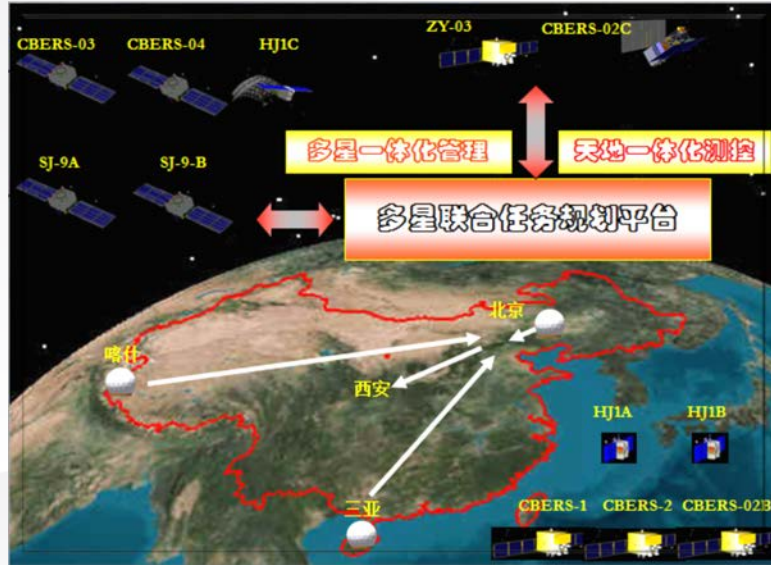 CBERS-03
CBERS-04
HJ1C
ZY-03
CBERS-02C
多星一体化管理
天地一体化测控
SJ-9A
SJ-9-B
多星联合任务规划平台
北京
喀什
西安
HJ1A
HJ1B
三亚
CBERS-1
CBERS-2
CBERS-02B